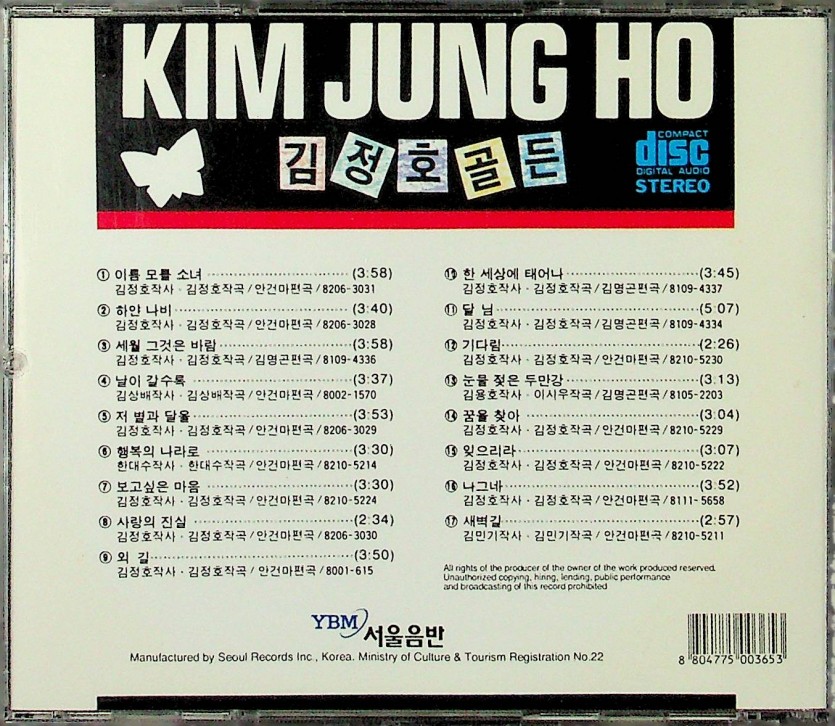 KIM JUNG HO
김정호골든
COMPACT
disc
DIGITAL AUDIO
STEREO
① 이름 모를 소녀 (3:58)
김정호작사 · 김정호작곡 / 안건마편곡 / 8206-3031
② 하얀 나비 (3:40)
김정호작사 · 김정호작곡 / 안건마편곡 / 8206-3028
③ 세월 그것은 바람 (3:58)
김정호작사 · 김정호작곡 / 김명곤편곡 / 8109-4336
④ 날이 갈수록 (3:37)
김상배작사 · 김상배작곡 / 안건마편곡 / 8002-1570
⑤ 저 별과 달을 (3:53)
김정호작사 · 김정호작곡 / 안건마편곡 / 8206-3029
⑥ 행복의 나라로 (3:30)
한대수작사 · 한대수작곡 / 안건마편곡 / 8210-5214
⑦ 보고싶은 마음 (3:30)
김정호작사 · 김정호작곡 / 안건마편곡 / 8210-5224
⑧ 사랑의 진실 (2:34)
김정호작사 · 김정호작곡 / 안건마편곡 / 8206-3030
⑨ 외 길 (3:50)
김정호작사 · 김정호작곡 / 안건마편곡 / 8001-615
⑩ 한 세상에 태어나 (3:45)
김정호작사 · 김정호작곡 / 김명곤편곡 / 8109-4337
⑪ 달 님 (5:07)
김정호작사 · 김정호작곡 / 김명곤편곡 / 8109-4334
⑫ 기다림 (2:26)
김정호작사 · 김정호작곡 / 안건마편곡 / 8210-5230
⑬ 눈물 젖은 두만강 (3:13)
김용호작사 · 이시우작곡 / 김명곤편곡 / 8105-2203
⑭ 꿈을 찾아 (3:04)
김정호작사 · 김정호작곡 / 안건마편곡 / 8210-5229
⑮ 잊으리라 (3:07)
김정호작사 · 김정호작곡 / 안건마편곡 / 8210-5222
⑯ 나그네 (3:52)
김정호작사 · 김정호작곡 / 안건마편곡 / 8111-5658
⑰ 새벽길 (2:57)
김민기작사 · 김민기작곡 / 안건마편곡 / 8210-5211
All rights of the producer of the owner of the work produced reserved.
Unauthorized copying, hiring, lending, public performance
and broadcasting of this record prohibited
YBM 서울음반
Manufactured by Seoul Records Inc., Korea. Ministry of Culture & Tourism Registration No.22
8 804775 003653